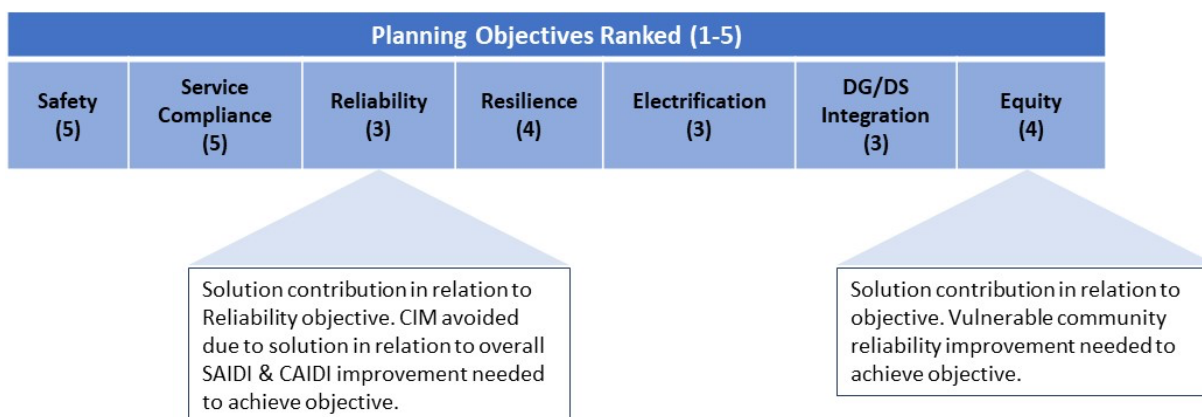 Planning Objectives Ranked (1-5)
Safety
(5)
Service
Compliance
(5)
Reliability
(3)
Resilience
(4)
Electrification
(3)
DG/DS
Integration
(3)
Equity
(4)
Solution contribution in relation to
Reliability objective. CIM avoided
due to solution in relation to overall
SAIDI & CAIDI improvement needed
to achieve objective.
Solution contribution in relation to
objective. Vulnerable community
reliability improvement needed to
achieve objective.